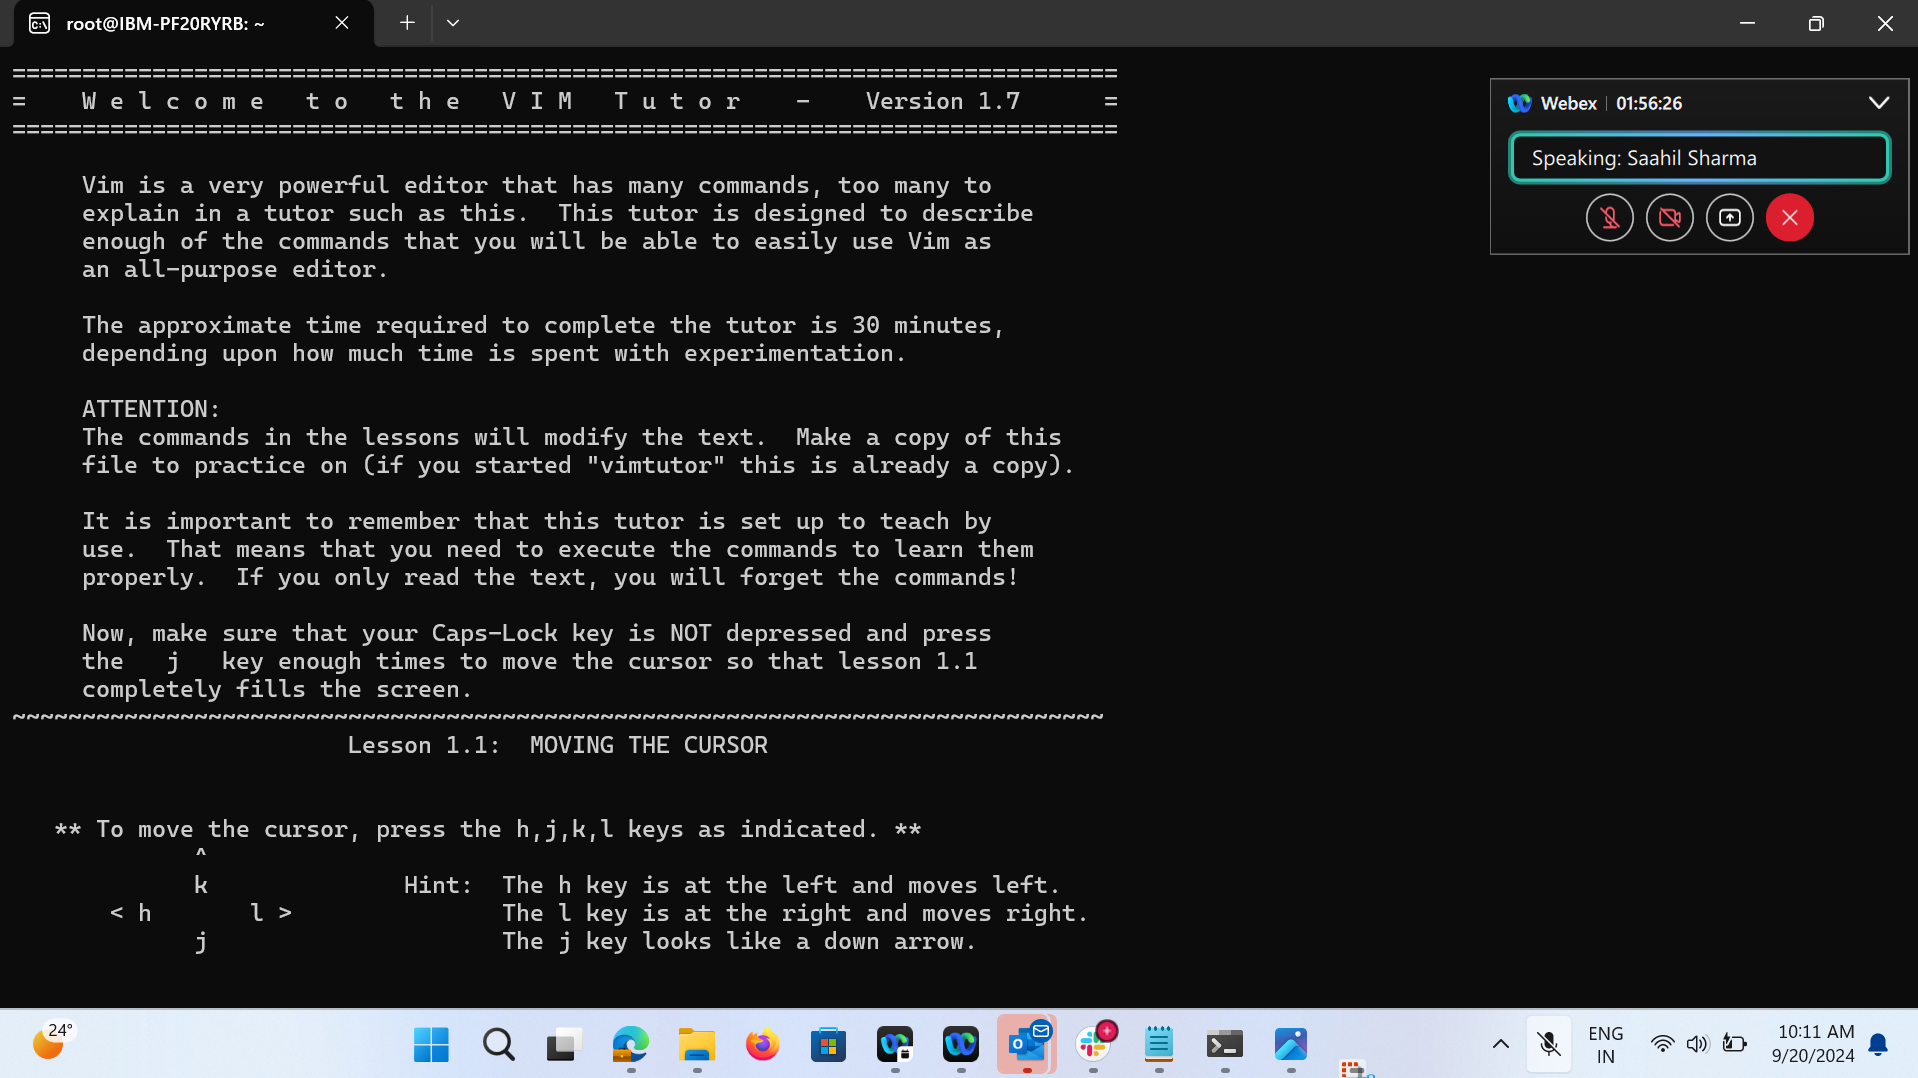 root@IBM-PF20RYRB: ~
===============================================================================
=    W e l c o m e   t o   t h e   V I M   T u t o r    -    Version 1.7      =
===============================================================================
Vim is a very powerful editor that has many commands, too many to
explain in a tutor such as this.  This tutor is designed to describe
enough of the commands that you will be able to easily use Vim as
an all-purpose editor.
The approximate time required to complete the tutor is 30 minutes,
depending upon how much time is spent with experimentation.
ATTENTION:
The commands in the lessons will modify the text.  Make a copy of this
file to practice on (if you started "vimtutor" this is already a copy).
It is important to remember that this tutor is set up to teach by
use.  That means that you need to execute the commands to learn them
properly.  If you only read the text, you will forget the commands!
Now, make sure that your Caps-Lock key is NOT depressed and press
the   j   key enough times to move the cursor so that lesson 1.1
completely fills the screen.
~~~~~~~~~~~~~~~~~~~~~~~~~~~~~~~~~~~~~~~~~~~~~~~~~~~~~~~~~~~~~~~~~~~~~~~~~~~~~~
Lesson 1.1:  MOVING THE CURSOR
** To move the cursor, press the h,j,k,l keys as indicated. **
^
k              Hint:  The h key is at the left and moves left.
< h       l >               The l key is at the right and moves right.
j                     The j key looks like a down arrow.
Webex | 01:56:26
Speaking: Saahil Sharma
24°
ENG
IN
10:11 AM
9/20/2024